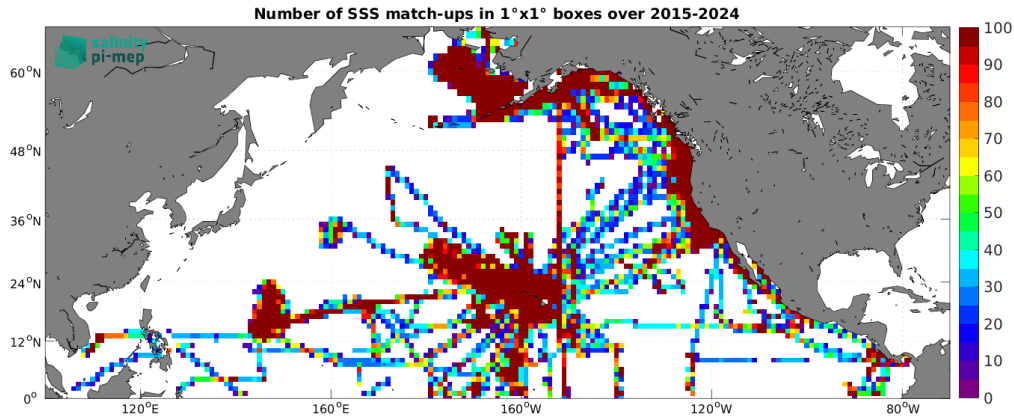 Number of SSS match-ups in 1°x1° boxes over 2015-2024
salinity
pi-mep
60°N
48°N
36°N
24°N
12°N
0°
120°E
160°E
160°W
120°W
80°W
100
90
80
70
60
50
40
30
20
10
0